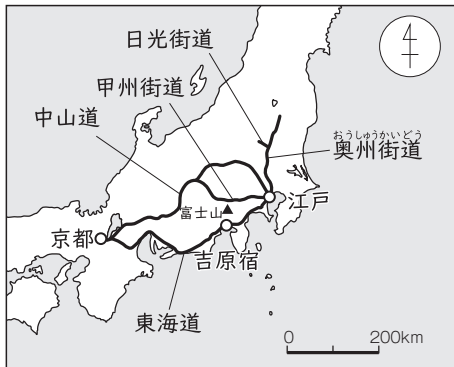 日光街道
甲州街道
中山道
おうしゅうかいどう
奥州街道
富士山
江戸
京都
吉原宿
東海道
0 200km